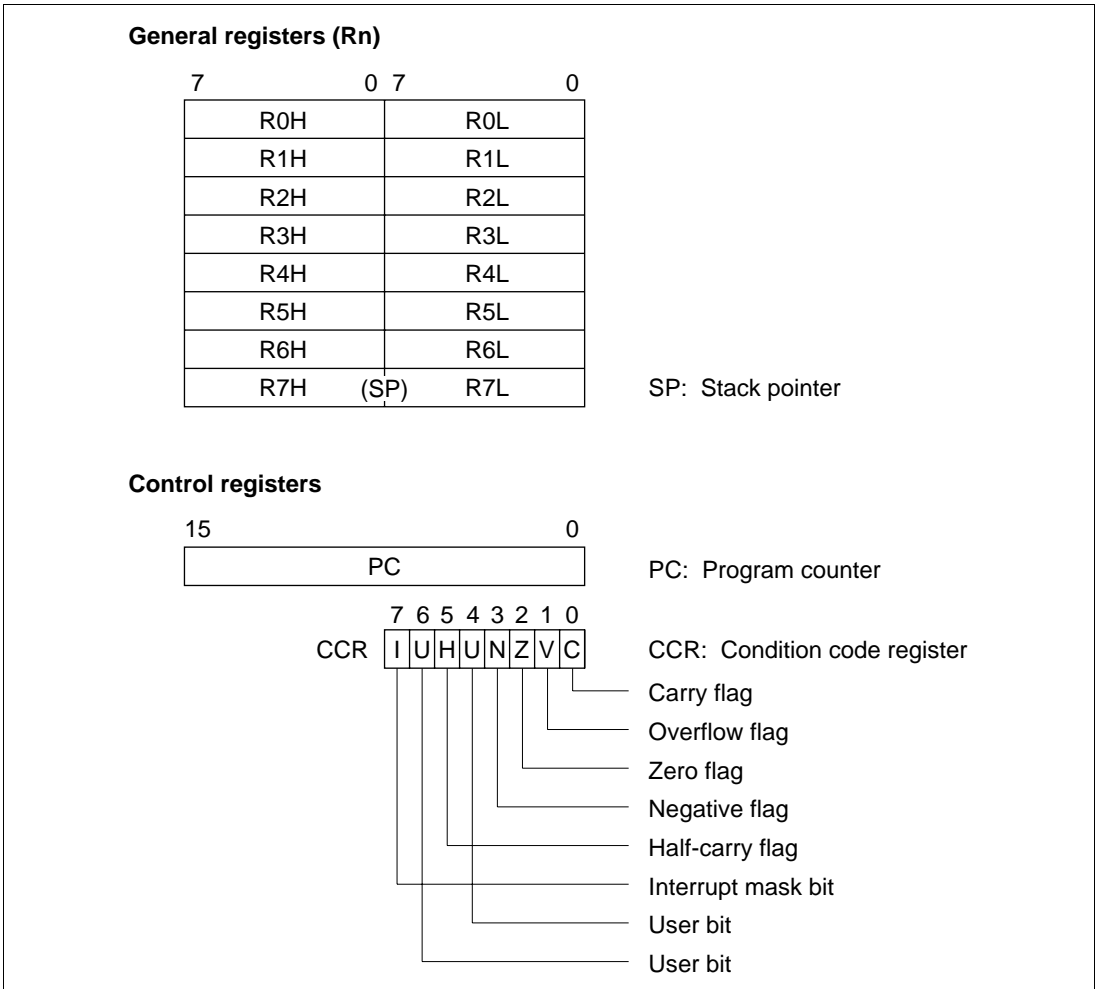 General registers (Rn)
7 0 7 0
R0H R0L
R1H R1L
R2H R2L
R3H R3L
R4H R4L
R5H R5L
R6H R6L
R7H (SP) R7L SP: Stack pointer
Control registers
15 0
PC PC: Program counter
7 6 5 4 3 2 1 0
CCR I U H U N Z V C CCR: Condition code register
Carry flag
Overflow flag
Zero flag
Negative flag
Half-carry flag
Interrupt mask bit
User bit
User bit